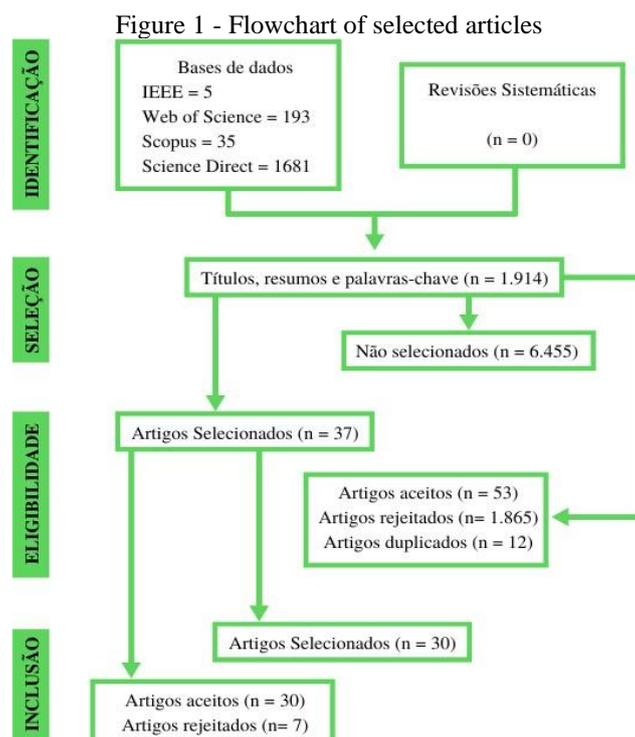 Figure 1 - Flowchart of selected articles
IDENTIFICAÇÃO
Bases de dados
IEEE = 5
Web of Science = 193
Scopus = 35
Science Direct = 1681
Revisões Sistemáticas
(n = 0)
SELEÇÃO
Títulos, resumos e palavras-chave (n = 1.914)
Não selecionados (n = 6.455)
ELIGIBILIDADE
Artigos Selecionados (n = 37)
Artigos aceitos (n = 53)
Artigos rejeitados (n= 1.865)
Artigos duplicados (n = 12)
INCLUSÃO
Artigos Selecionados (n = 30)
Artigos aceitos (n = 30)
Artigos rejeitados (n= 7)